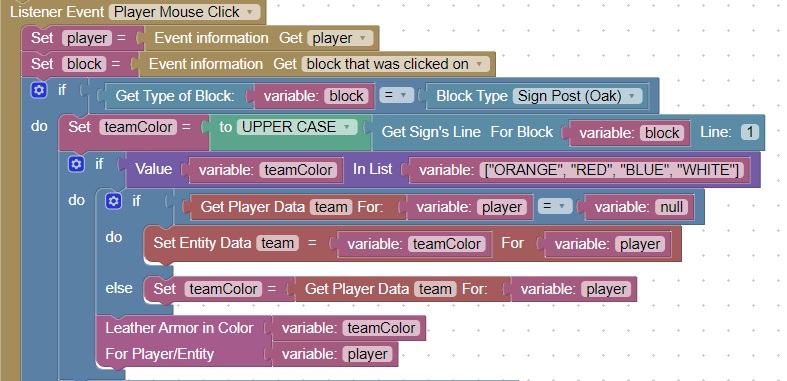 Listener Event Player Mouse Click
Set player = Event information Get player
Set block = Event information Get block that was clicked on
if Get Type of Block: variable: block = Block Type Sign Post (Oak)
do Set teamColor = to UPPER CASE Get Sign's Line For Block variable: block Line: 1
if Value variable: teamColor In List variable: ["ORANGE", "RED", "BLUE", "WHITE"]
do if Get Player Data team For: variable: player = variable: null
do Set Entity Data team = variable: teamColor For variable: player
else Set teamColor = Get Player Data team For: variable: player
Leather Armor in Color variable: teamColor
For Player/Entity variable: player